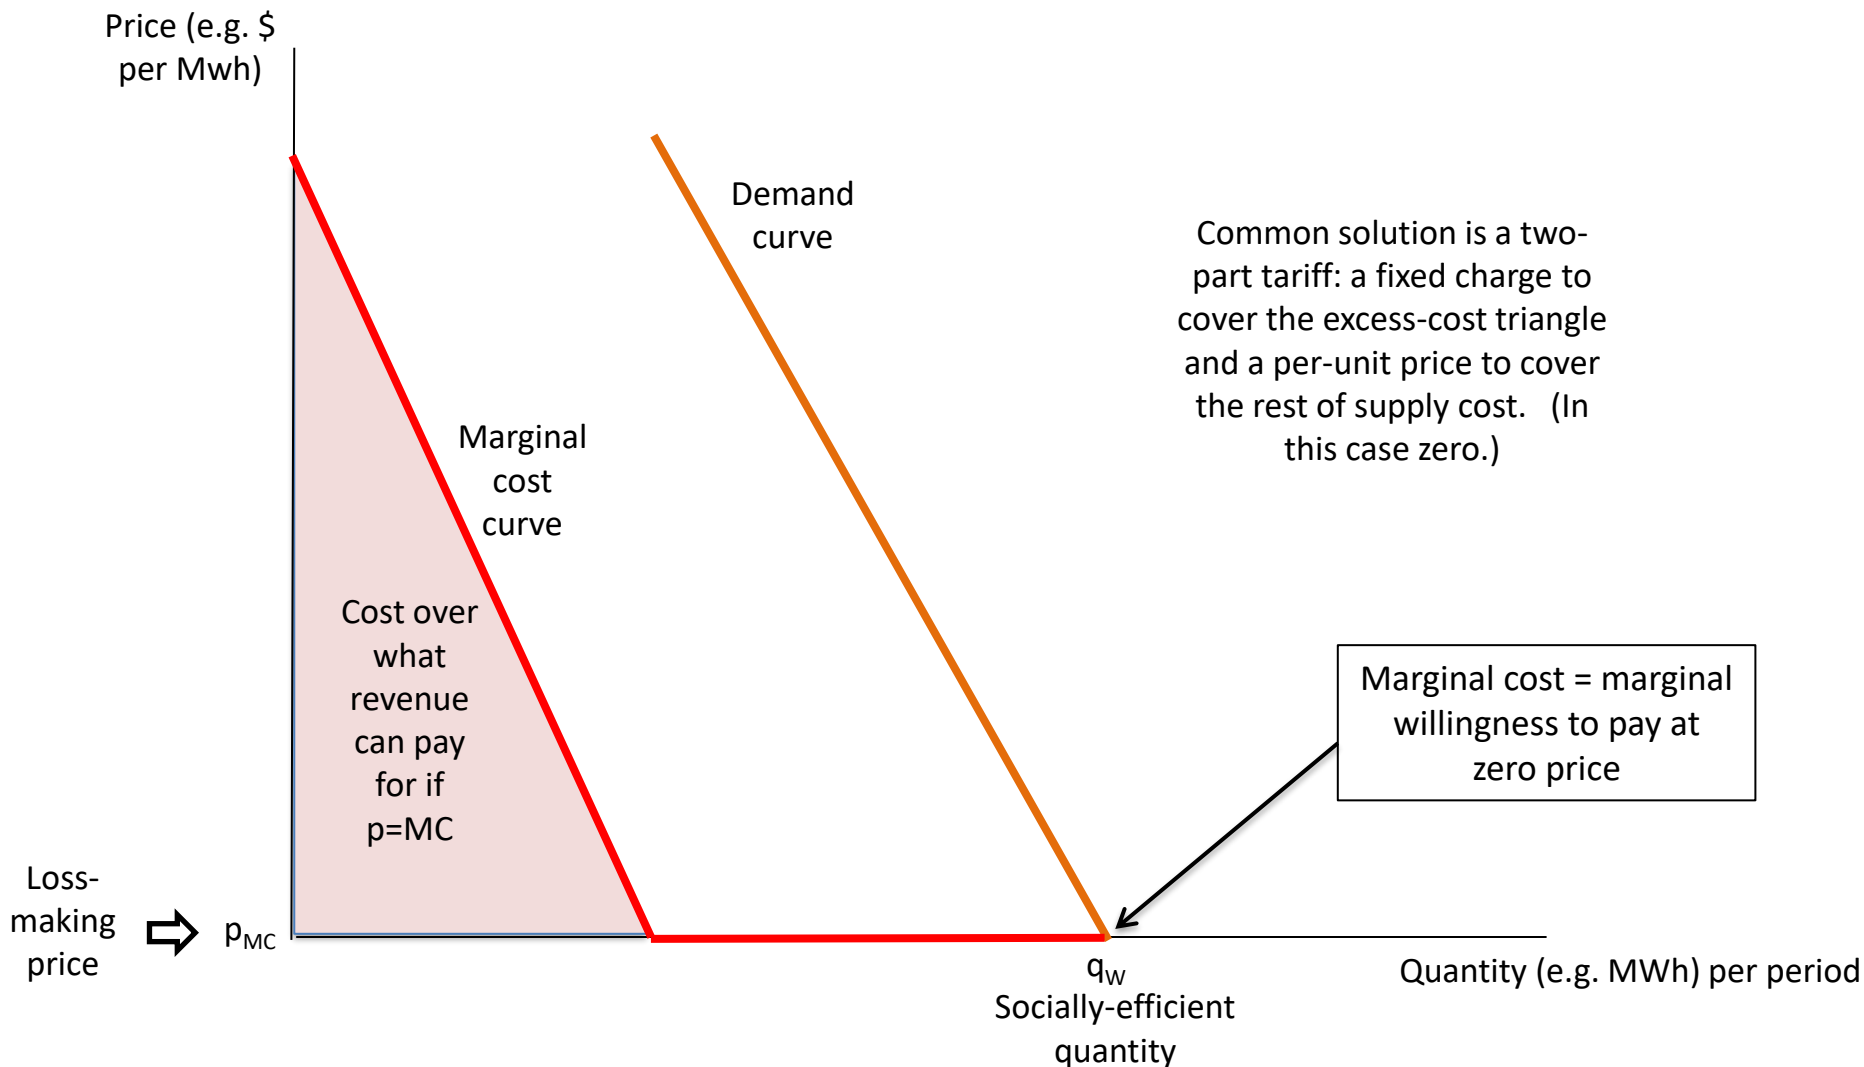 Price (e.g. $
per Mwh)
Demand
curve
Common solution is a two-
part tariff: a fixed charge to
cover the excess-cost triangle
and a per-unit price to cover
the rest of supply cost.   (In
this case zero.)
Marginal
cost
curve
Cost over
what
revenue
can pay
for if
p=MC
Marginal cost = marginal
willingness to pay at
zero price
Loss-
making
price
pMC
qW
Socially-efficient
quantity
Quantity (e.g. MWh) per period